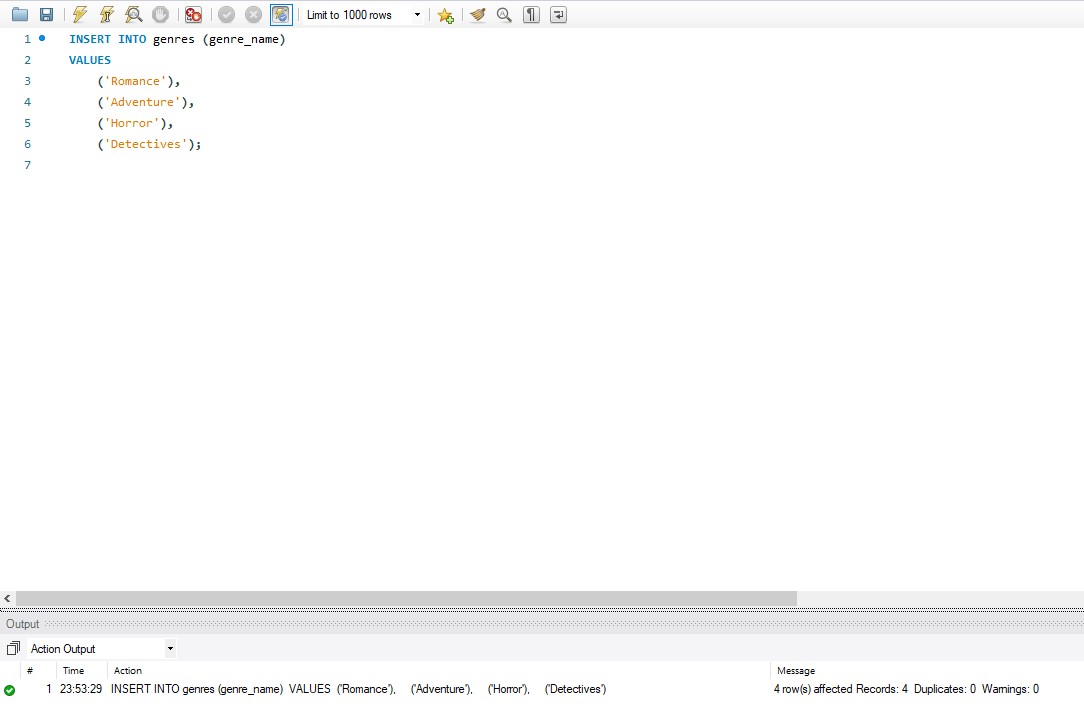 Limit to 1000 rows
1 INSERT INTO genres (genre_name)
2 VALUES
3 ('Romance'),
4 ('Adventure'),
5 ('Horror'),
6 ('Detectives');
7
Output
Action Output
# Time Action Message
1 23:53:29 INSERT INTO genres (genre_name) VALUES ('Romance'), ('Adventure'), ('Horror'), ('Detectives') 4 row(s) affected Records: 4 Duplicates: 0 Warnings: 0